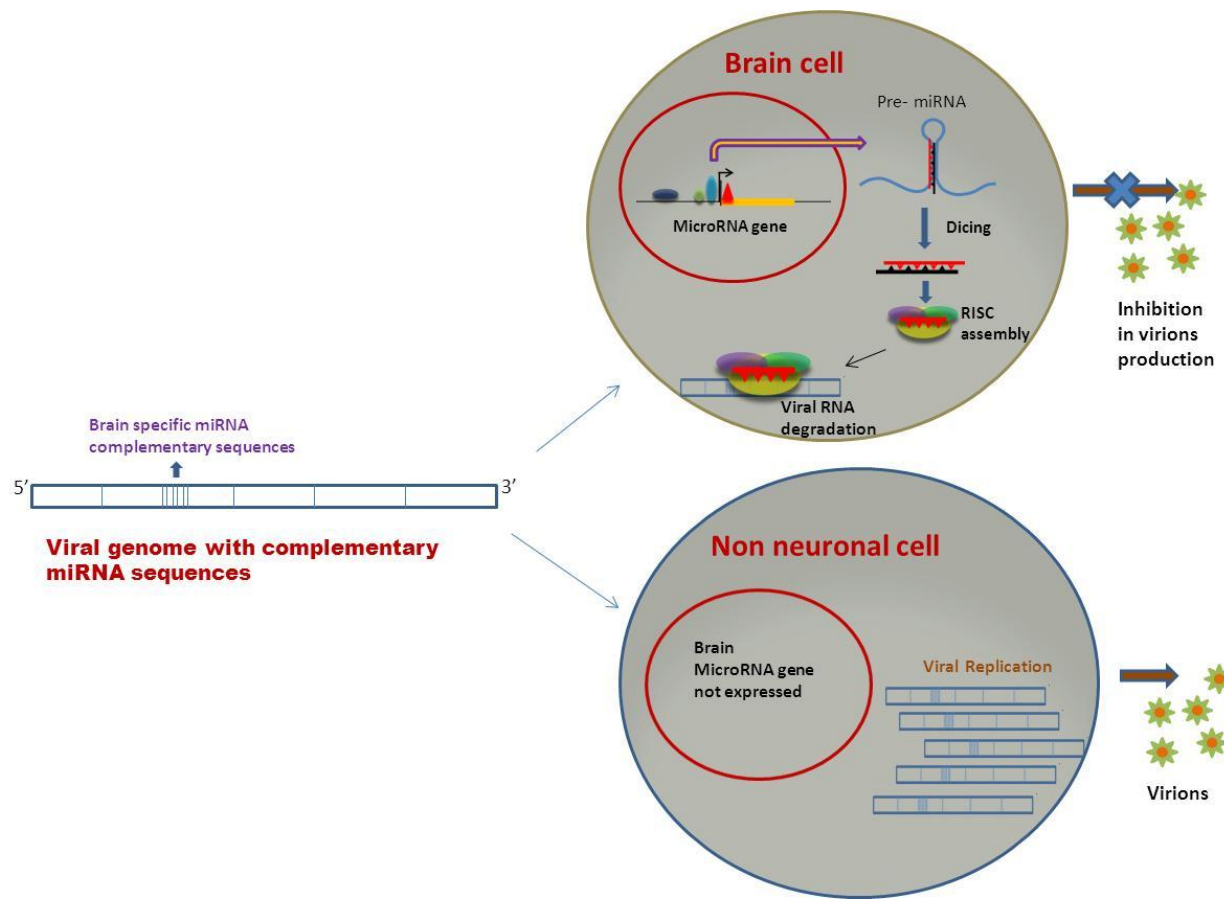 Brain cell
Pre- miRNA
MicroRNA gene
Dicing
RISC
assembly
Viral RNA
degradation
Inhibition
in virions
production
Brain specific miRNA
complementary sequences
5’
3’
Viral genome with complementary
miRNA sequences
Non neuronal cell
Brain
MicroRNA gene
not expressed
Viral Replication
Virions